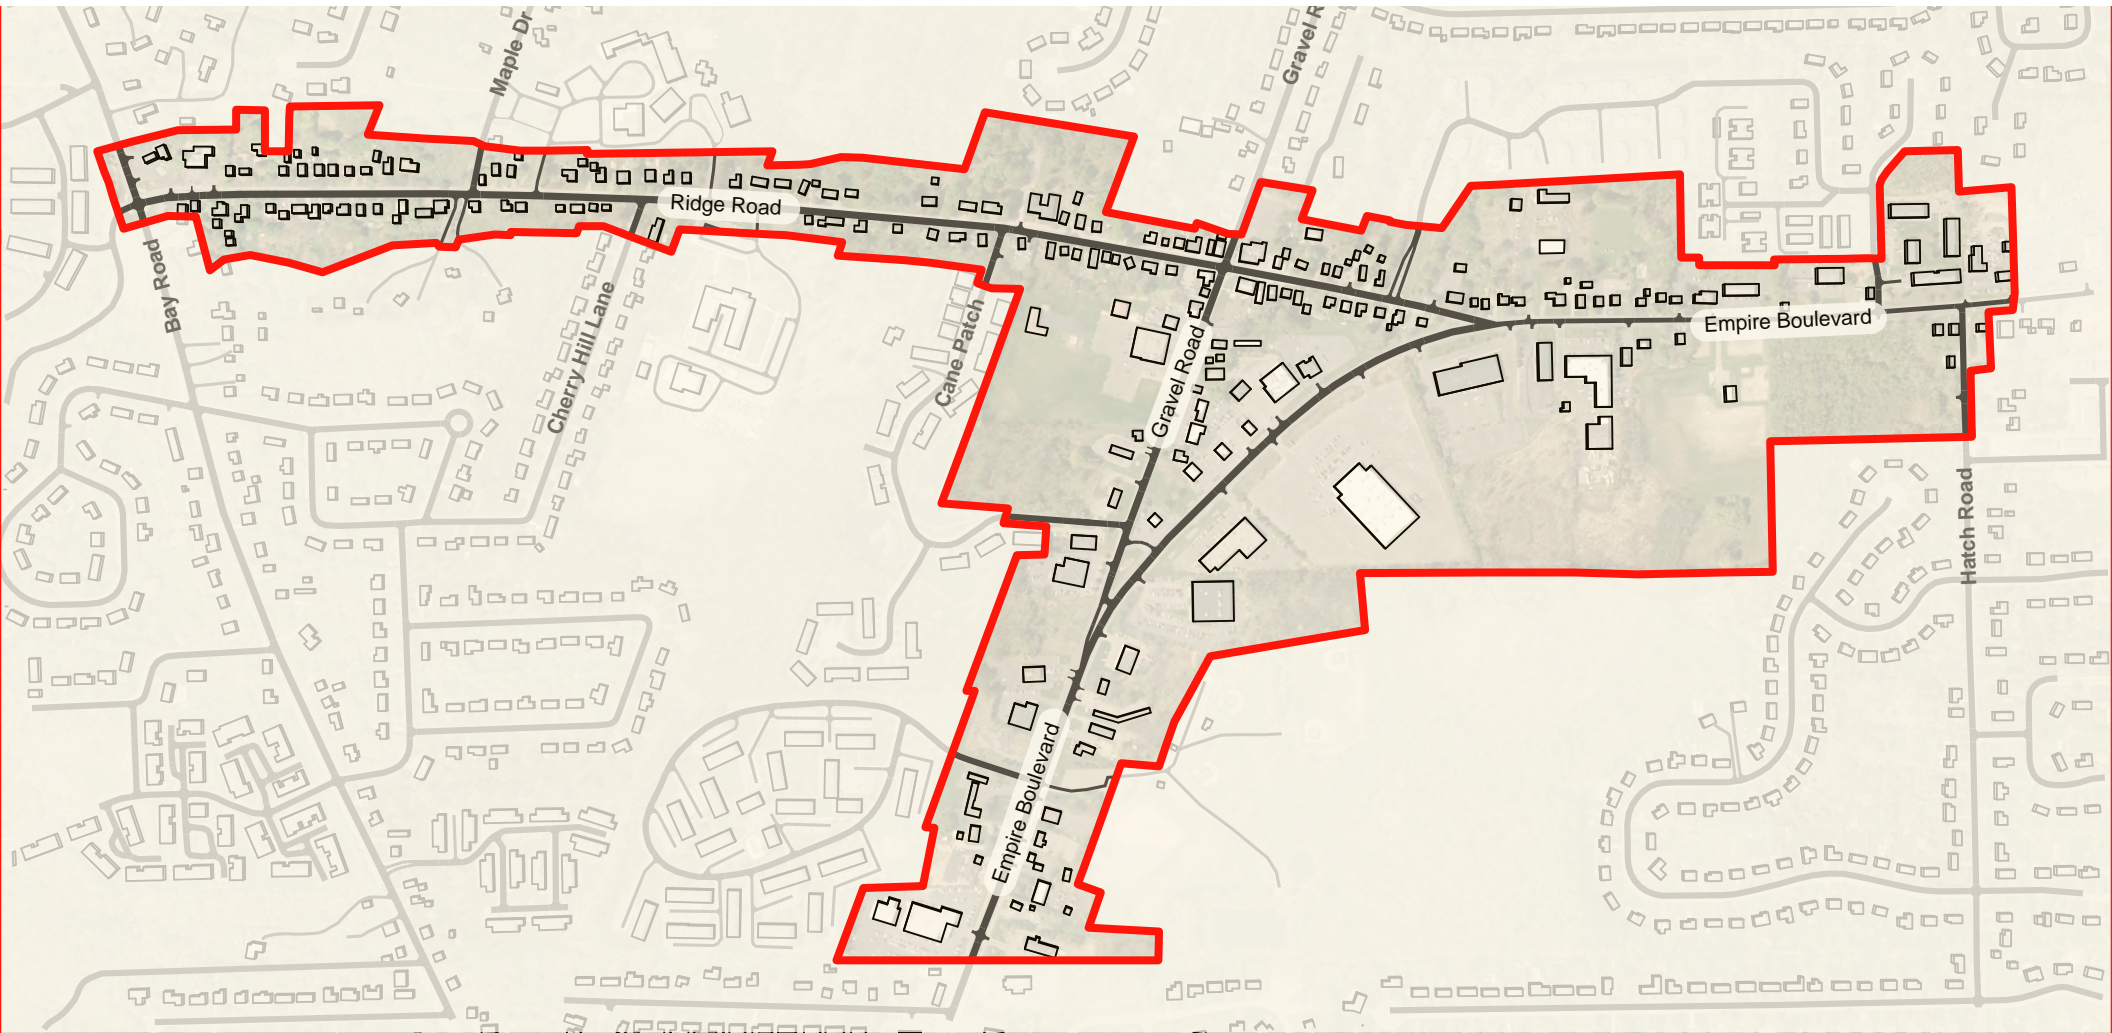 Maple Dr
Gravel R
Ridge Road
Bay Road
Cherry Hill Lane
Cane Patch
Gravel Road
Empire Boulevard
Hatch Road
Empire Boulevard